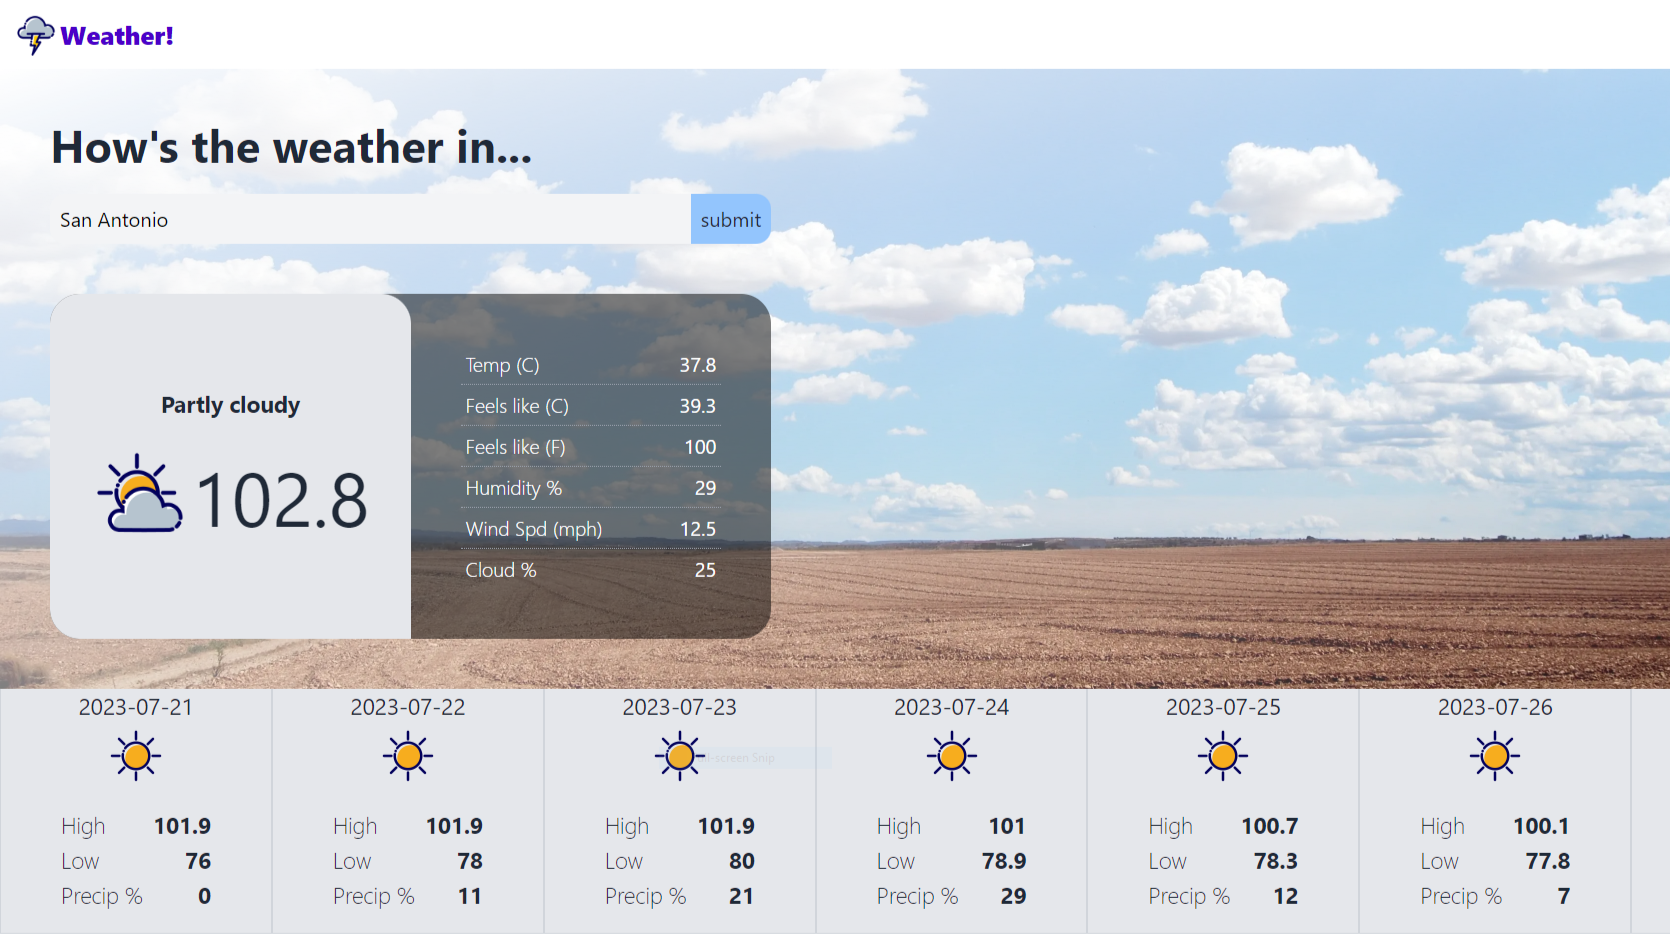 Weather!
How's the weather in...
San Antonio submit
Partly cloudy
102.8
Temp (C) 37.8
Feels like (C) 39.3
Feels like (F) 100
Humidity % 29
Wind Spd (mph) 12.5
Cloud % 25
2023-07-21 2023-07-22 2023-07-23 2023-07-24 2023-07-25 2023-07-26
-screen Snip
High 101.9 High 101.9 High 101.9 High 101 High 100.7 High 100.1
Low 76 Low 78 Low 80 Low 78.9 Low 78.3 Low 77.8
Precip % 0 Precip % 11 Precip % 21 Precip % 29 Precip % 12 Precip % 7